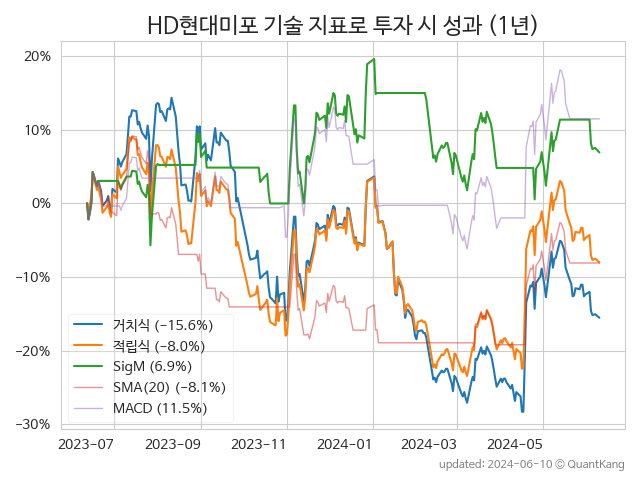 HD현대미포 기술 지표로 투자 시 성과 (1년)
20%
10%
0%
−10%
−20%
−30%
거치식 (−15.6%)
적립식 (−8.0%)
SigM (6.9%)
SMA(20) (−8.1%)
MACD (11.5%)
2023-07
2023-09
2023-11
2024-01
2024-03
2024-05
updated: 2024-06-10 © QuantKang